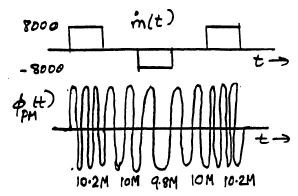 8000
ṁ(t)
-8000
t →
φPM(t)
t →
10.2M 10M 9.8M 10M 10.2M